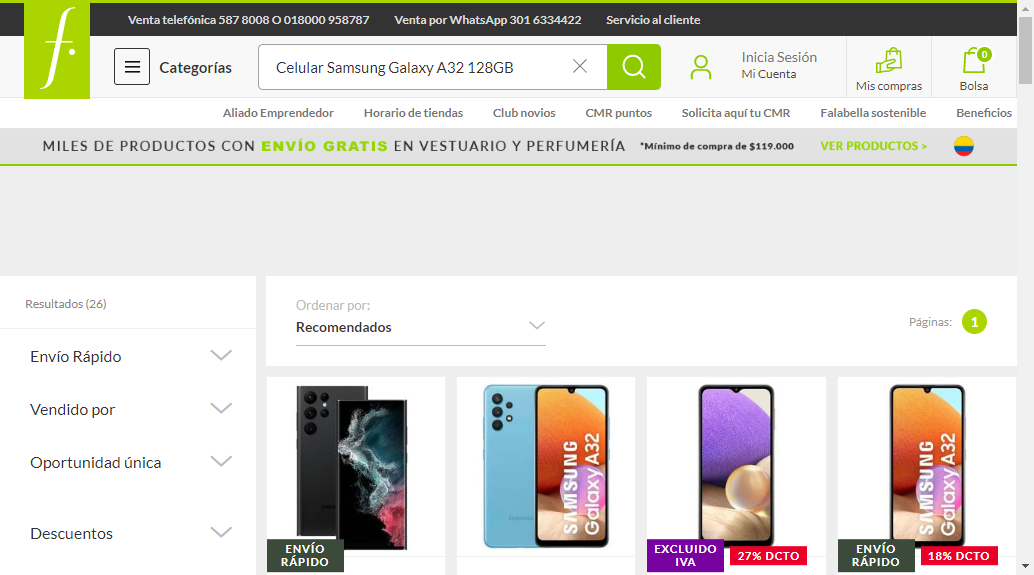 Venta telefónica 587 8008 O 018000 958787 Venta por WhatsApp 301 6334422 Servicio al cliente
f.
Categorías
Celular Samsung Galaxy A32 128GB
Inicia Sesión
Mi Cuenta
Mis compras
0
Bolsa
Aliado Emprendedor Horario de tiendas Club novios CMR puntos Solicita aquí tu CMR Falabella sostenible Beneficios
MILES DE PRODUCTOS CON ENVÍO GRATIS EN VESTUARIO Y PERFUMERÍA *Mínimo de compra de $119.000 VER PRODUCTOS >
Resultados (26)
Ordenar por:
Recomendados
Páginas: 1
Envío Rápido
Vendido por
Oportunidad única
Descuentos
SAMSUNG
Galaxy A32
SAMSUNG
Galaxy A32
ENVÍO
RÁPIDO
EXCLUIDO
IVA
27% DCTO
ENVÍO
RÁPIDO
18% DCTO